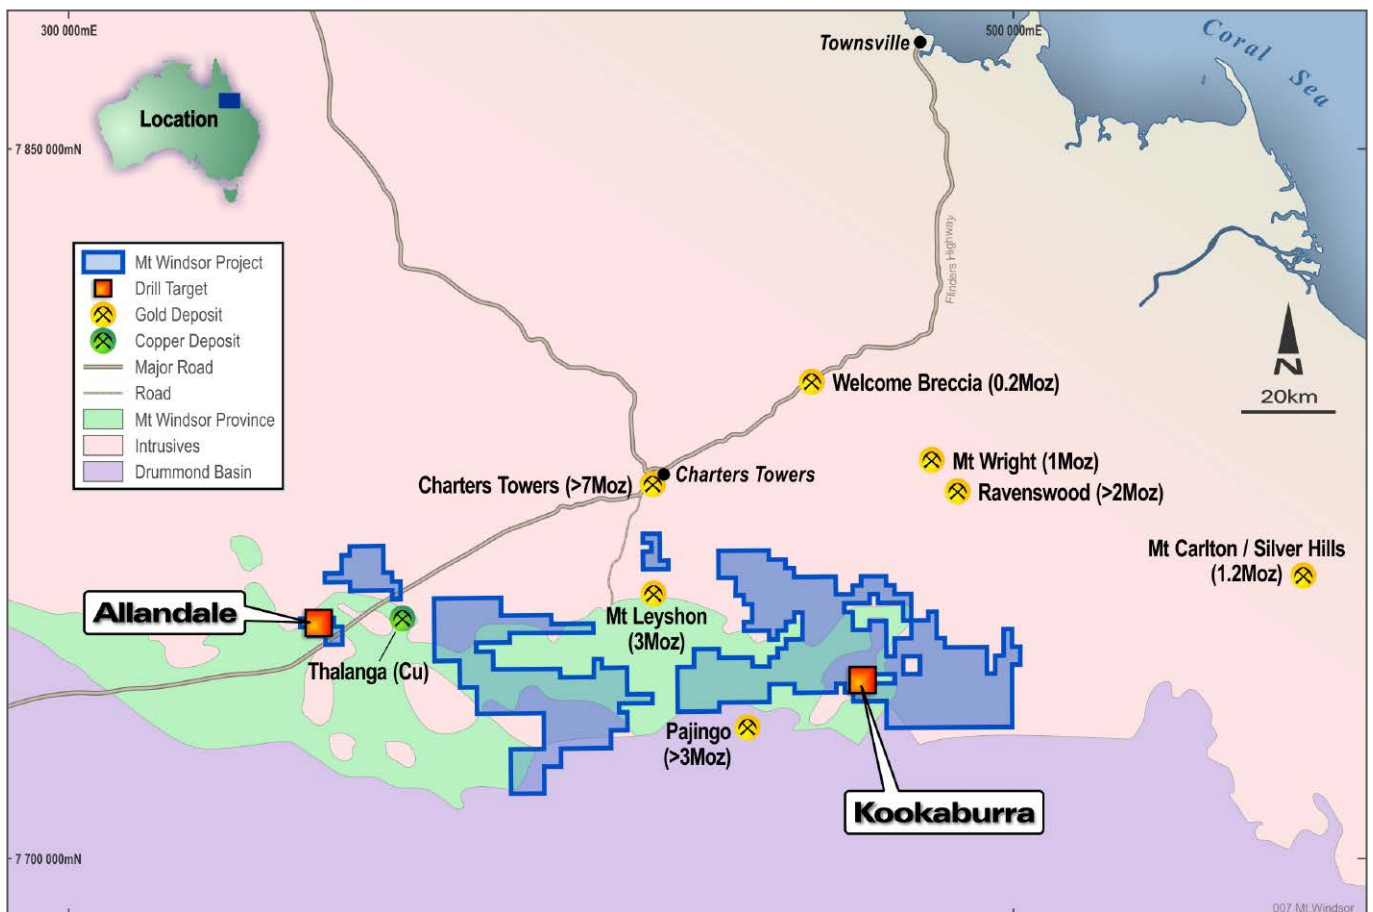 300 000mE
500 000mE
Coral Sea
Townsville
Location
7 850 000mN
Flinders Highway
Mt Windsor Project
Drill Target
Gold Deposit
Copper Deposit
Major Road
Road
Mt Windsor Province
Intrusives
Drummond Basin
N
20km
Welcome Breccia (0.2Moz)
Mt Wright (1Moz)
Charters Towers
Charters Towers (>7Moz)
Ravenswood (>2Moz)
Mt Carlton / Silver Hills
(1.2Moz)
Allandale
Mt Leyshon
(3Moz)
Thalanga (Cu)
Pajingo
(>3Moz)
Kookaburra
7 700 000mN
007 Mt Windsor